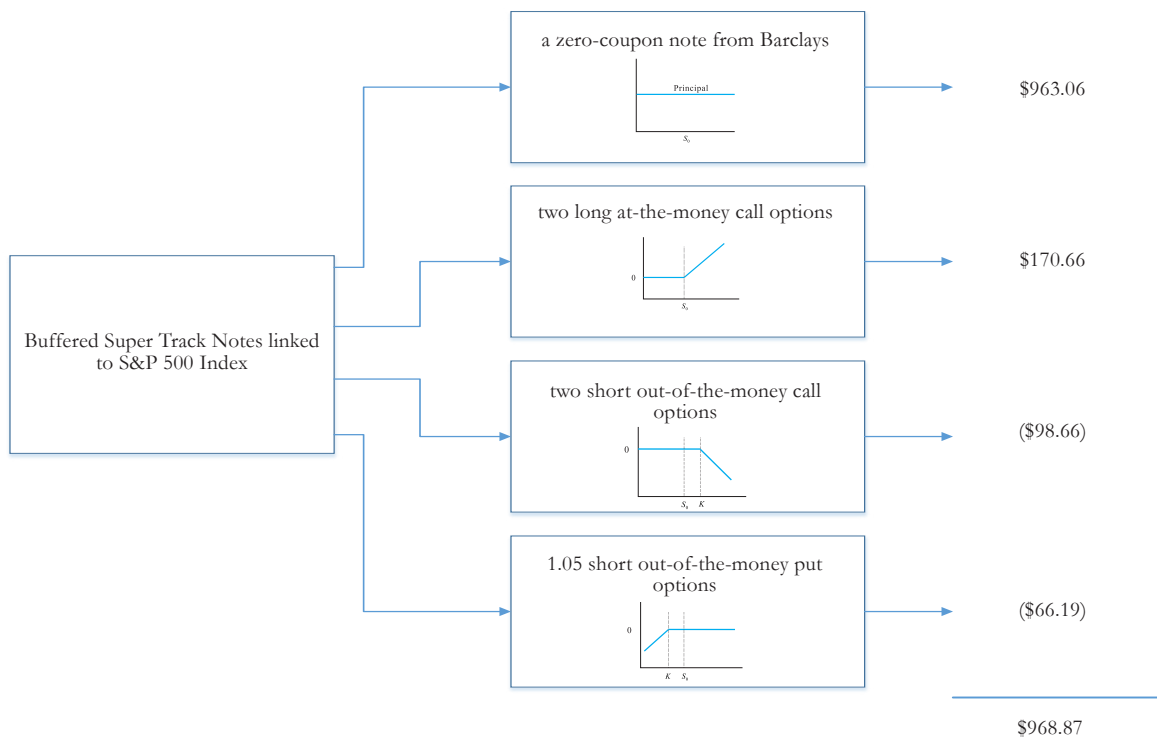 a zero-coupon note from Barclays
Principal
S₀
$963.06
two long at-the-money call options
0
S₀
$170.66
Buffered Super Track Notes linked
to S&P 500 Index
two short out-of-the-money call
options
0
S₀ K
($98.66)
1.05 short out-of-the-money put
options
0
K S₀
($66.19)
$968.87